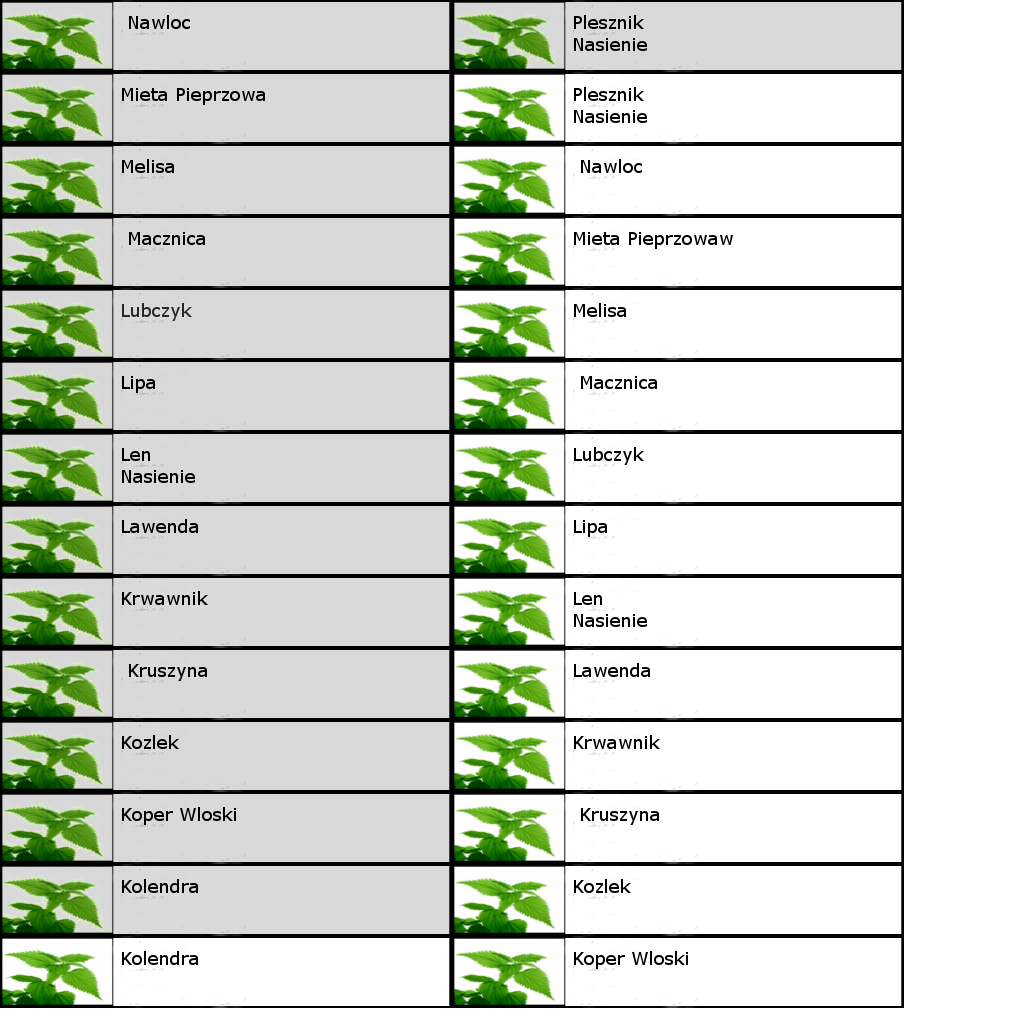 Nawloc
Plesznik
Nasienie
Mieta Pieprzowa
Plesznik
Nasienie
Melisa
Nawloc
Macznica
Mieta Pieprzowaw
Lubczyk
Melisa
Lipa
Macznica
Len
Nasienie
Lubczyk
Lawenda
Lipa
Krwawnik
Len
Nasienie
Kruszyna
Lawenda
Kozlek
Krwawnik
Koper Wloski
Kruszyna
Kolendra
Kozlek
Kolendra
Koper Wloski